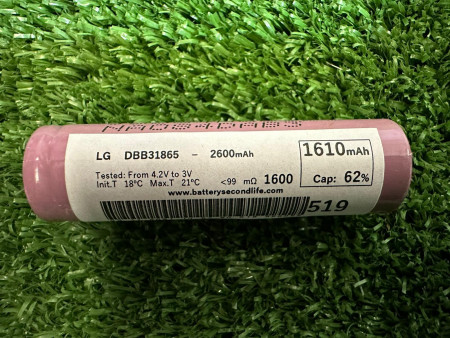 LG DBB31865 - 2600mAh
1610mAh
Cap: 62%
Tested: From 4.2V to 3V
Init.T 18°C Max.T 21°C <99 mΩ 1600
www.batterysecondlife.com
519